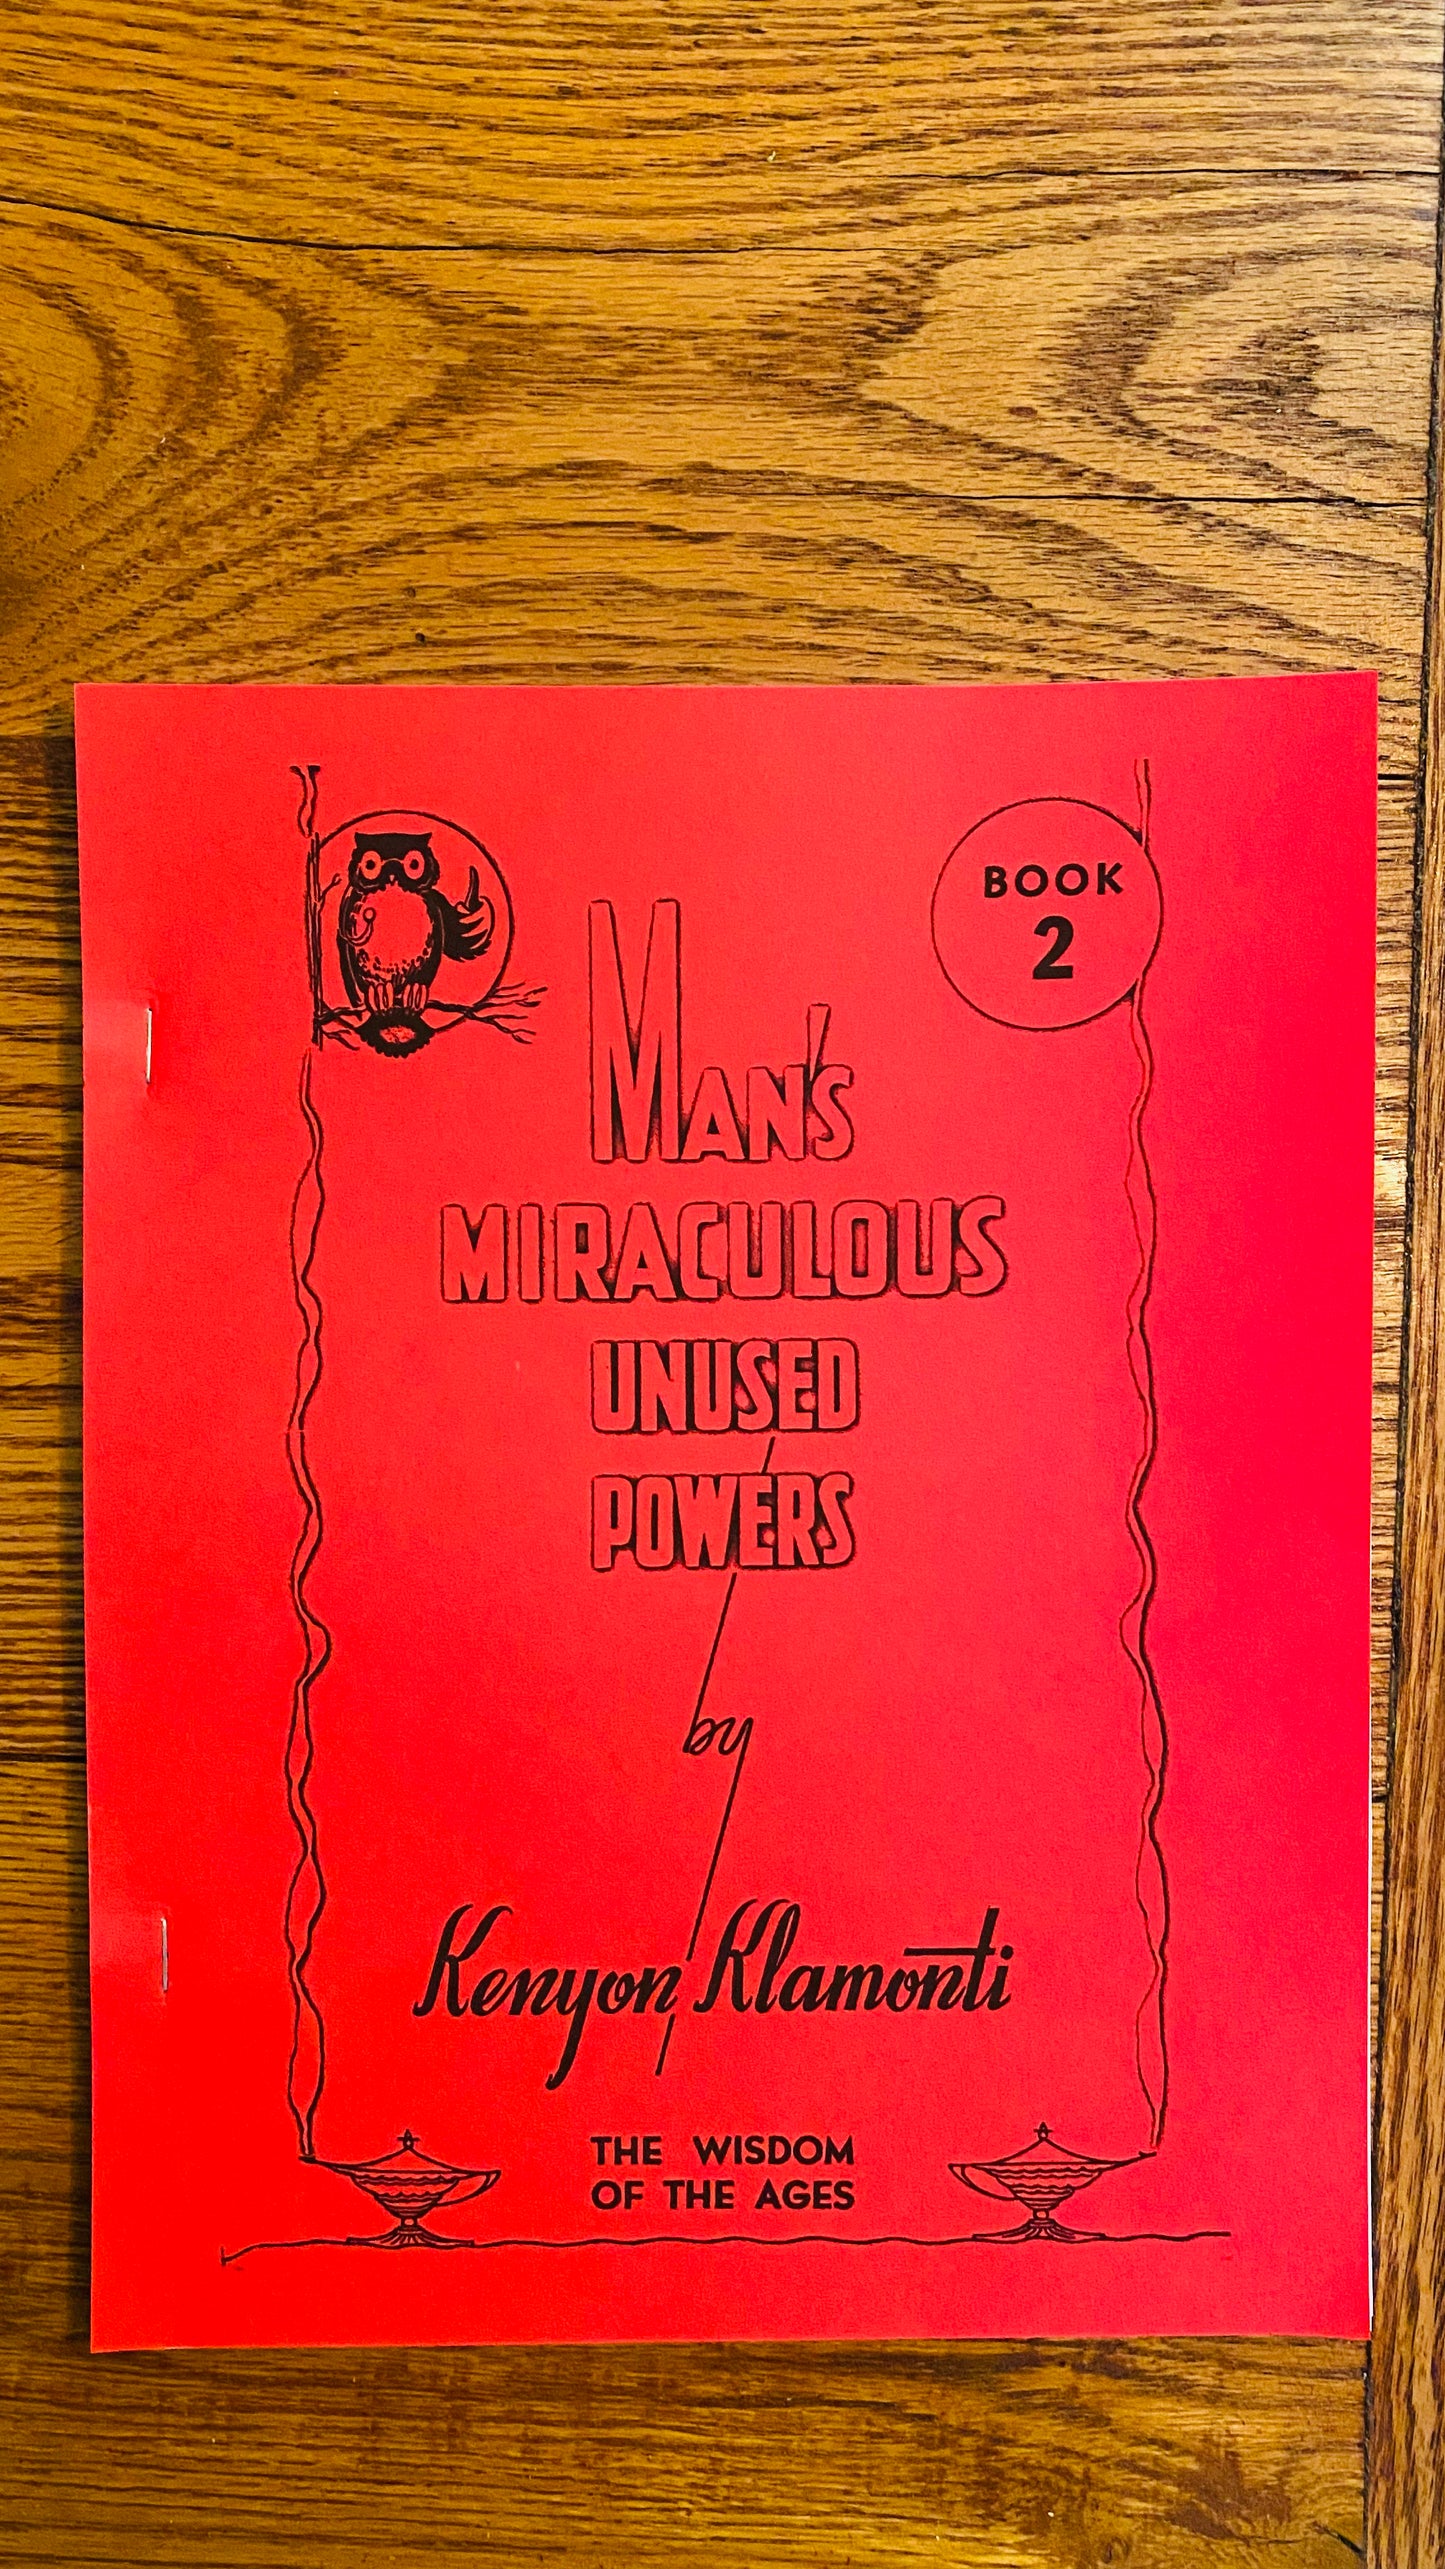 BOOK
2
MAN'S
MIRACULOUS
UNUSED
POWERS
by
Kenyon Klamonti
THE WISDOM
OF THE AGES